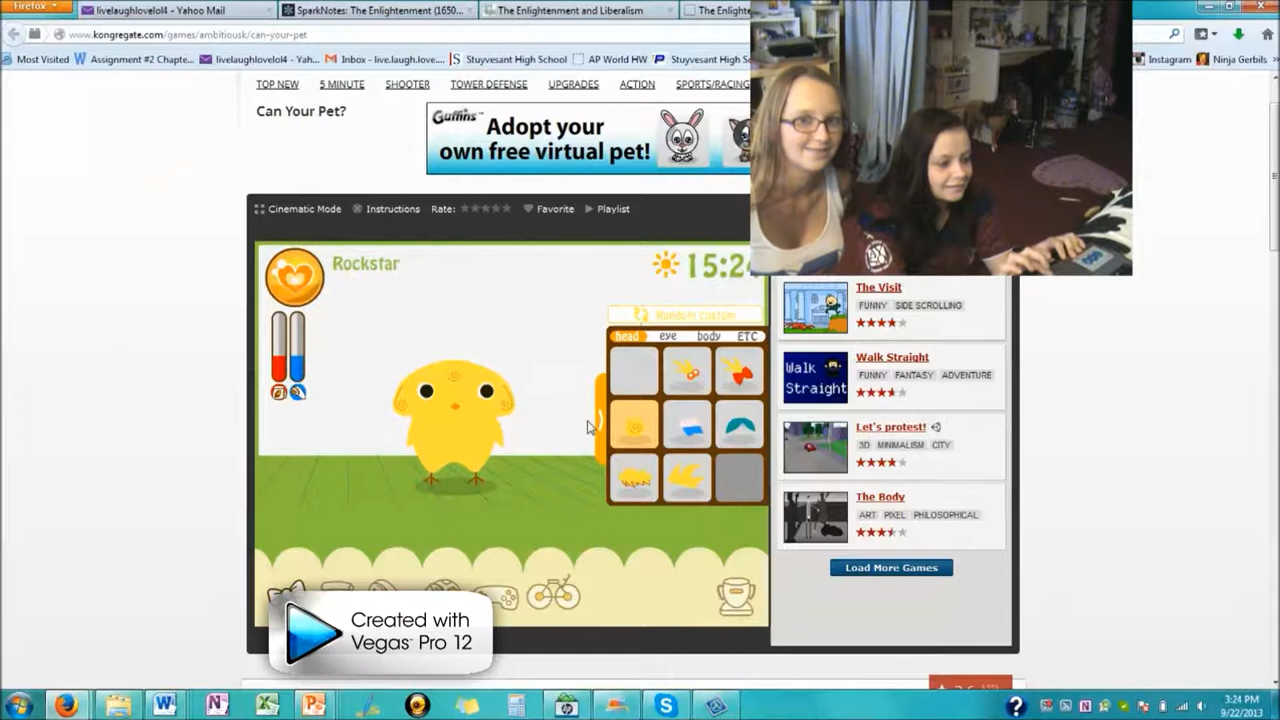 Firefox
livelaughlovelol4 - Yahoo Mail
SparkNotes: The Enlightenment (1650...
The Enlightenment and Liberalism
The Enlighte
www.kongregate.com/games/ambitiousk/can-your-pet
Most Visited
Assignment #2 Chapte...
livelaughlovelol4 - Yahoo! M...
Inbox - live.laugh.love....
Stuyvesant High School
AP World HW
Stuyvesant High S
Instagram
Ninja Gerbils
TOP NEW
5 MINUTE
SHOOTER
TOWER DEFENSE
UPGRADES
ACTION
SPORTS/RACING
Can Your Pet?
Guffins
Adopt your
own free virtual pet!
Cinematic Mode
Instructions
Rate:
Favorite
Playlist
Rockstar
15:24
Random custom
head eye body ETC
The Visit
FUNNY SIDE SCROLLING
Walk Straight
FUNNY FANTASY ADVENTURE
Walk
Straight
Let's protest!
3D MINIMALISM CITY
The Body
ART PIXEL PHILOSOPHICAL
Load More Games
Created with
Vegas Pro 12
3:24 PM
9/22/2013